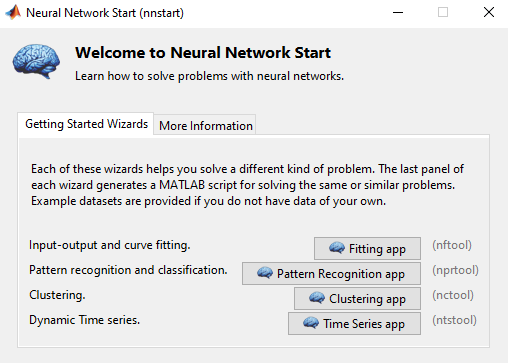 Neural Network Start (nnstart)
Welcome to Neural Network Start
Learn how to solve problems with neural networks.
Getting Started Wizards More Information
Each of these wizards helps you solve a different kind of problem. The last panel of
each wizard generates a MATLAB script for solving the same or similar problems.
Example datasets are provided if you do not have data of your own.
Input-output and curve fitting. Fitting app (nftool)
Pattern recognition and classification. Pattern Recognition app (nprtool)
Clustering. Clustering app (nctool)
Dynamic Time series. Time Series app (ntstool)